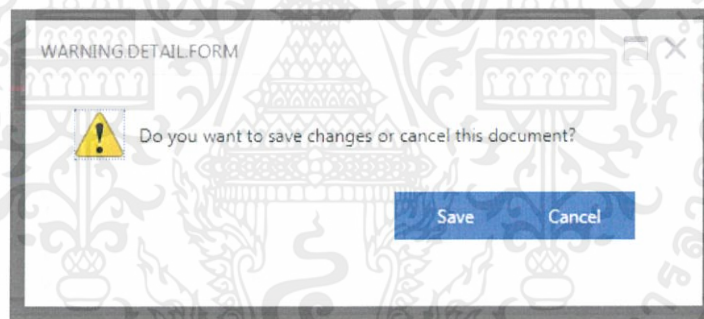 WARNING DETAIL FORM
Do you want to save changes or cancel this document?
Save Cancel